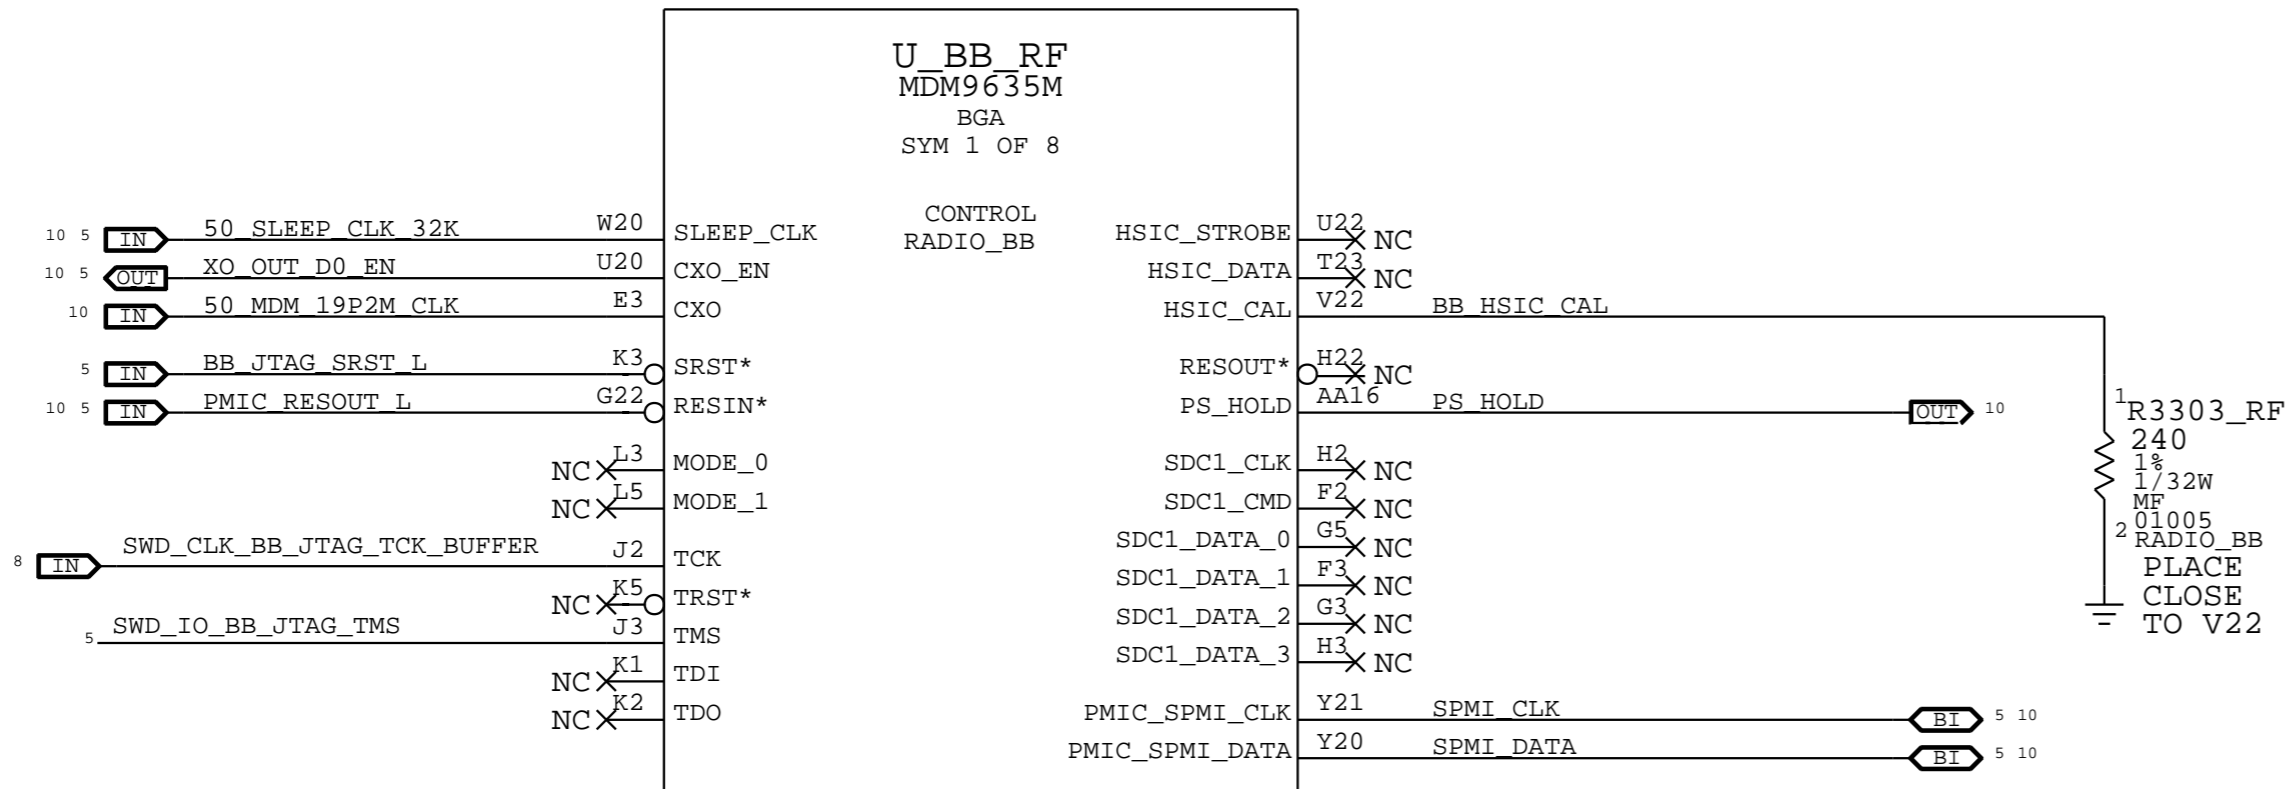 U_BB_RF
MDM9635M
BGA
SYM 1 OF 8
CONTROL
RADIO_BB
10 5 IN 50_SLEEP_CLK_32K W20 SLEEP_CLK
10 5 OUT XO_OUT_D0_EN U20 CXO_EN
10 IN 50_MDM_19P2M_CLK E3 CXO
5 IN BB_JTAG_SRST_L K3 SRST*
10 5 IN PMIC_RESOUT_L G22 RESIN*
NC L3 MODE_0
NC L5 MODE_1
8 IN SWD_CLK_BB_JTAG_TCK_BUFFER J2 TCK
NC K5 TRST*
5 SWD_IO_BB_JTAG_TMS J3 TMS
NC K1 TDI
NC K2 TDO
HSIC_STROBE U22 NC
HSIC_DATA T23 NC
HSIC_CAL V22 BB_HSIC_CAL
RESOUT* H22 NC
PS_HOLD AA16 PS_HOLD OUT 10
SDC1_CLK H2 NC
SDC1_CMD F2 NC
SDC1_DATA_0 G5 NC
SDC1_DATA_1 F3 NC
SDC1_DATA_2 G3 NC
SDC1_DATA_3 H3 NC
PMIC_SPMI_CLK Y21 SPMI_CLK BI 5 10
PMIC_SPMI_DATA Y20 SPMI_DATA BI 5 10
1 R3303_RF
240
1%
1/32W
MF
01005
2 RADIO_BB
PLACE
CLOSE
TO V22